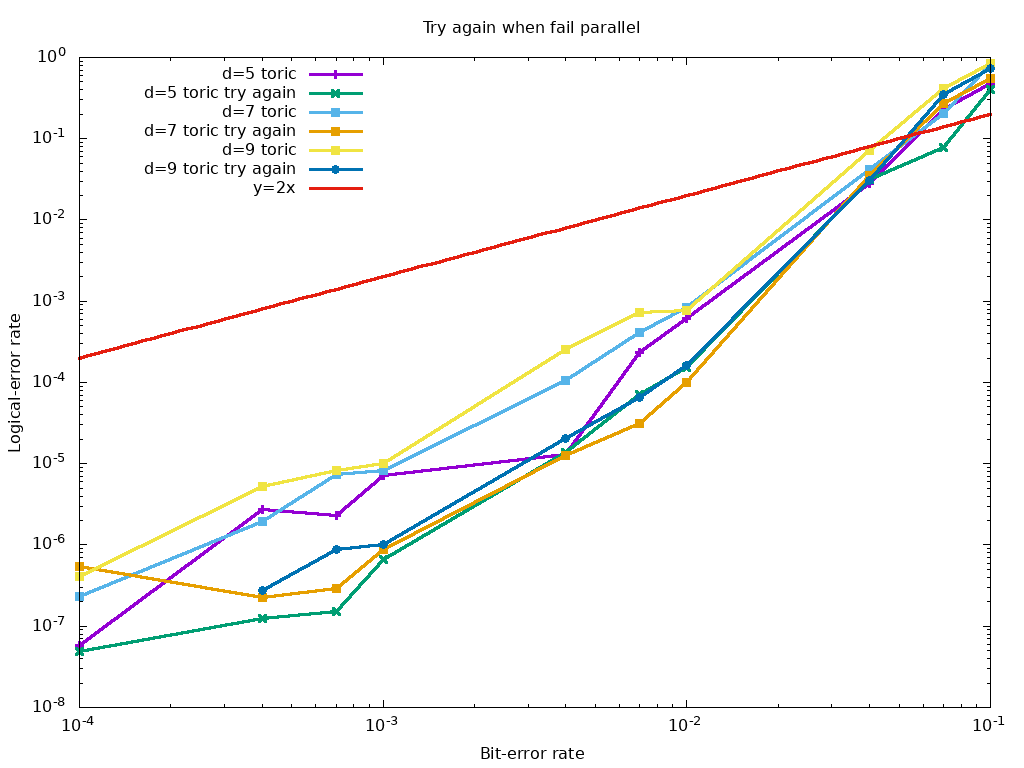 Try again when fail parallel
10^0
10^-1
10^-2
10^-3
10^-4
10^-5
10^-6
10^-7
10^-8
Logical-error rate
d=5 toric
d=5 toric try again
d=7 toric
d=7 toric try again
d=9 toric
d=9 toric try again
y=2x
10^-4 10^-3 10^-2 10^-1
Bit-error rate